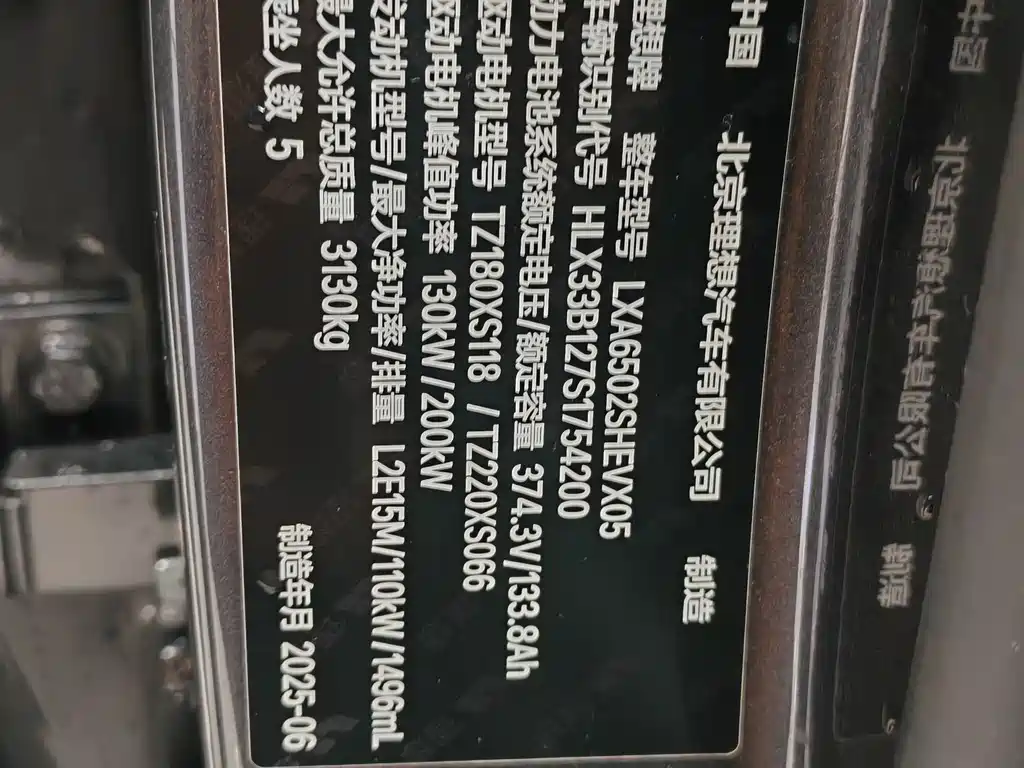 中国 北京理想汽车有限公司 制造
理想牌 整车型号 LXA6502SHEVX05
车辆识别代号 HLX33B127S1754200
动力电池系统额定电压/额定容量 374.3V/133.8Ah
驱动电机型号 TZ180XS118 /TZ220XS066
驱动电机峰值功率 130kW/200kW
发动机型号/最大净功率/排量 L2E15M/110kW/1496mL
最大允许总质量 3130kg
乘坐人数 5 制造年月 2025-06